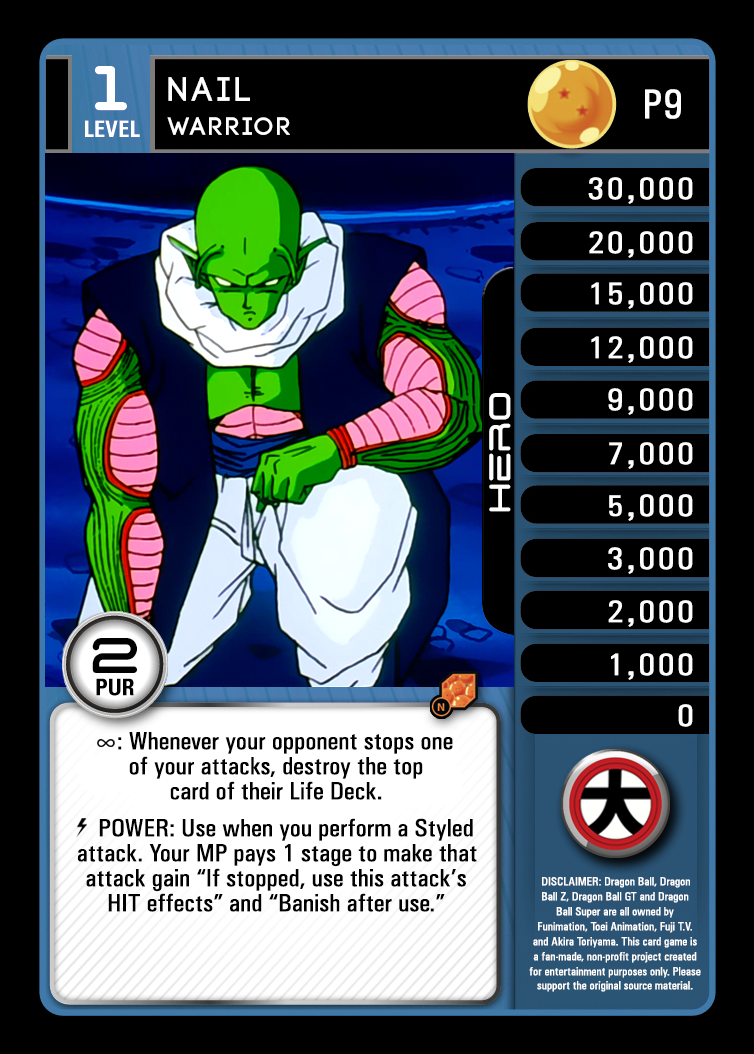 1
LEVEL
NAIL
WARRIOR
P9
30,000
20,000
15,000
12,000
9,000
7,000
5,000
3,000
2,000
1,000
0
HERO
2
PUR
N
∞: Whenever your opponent stops one
of your attacks, destroy the top
card of their Life Deck.
POWER: Use when you perform a Styled
attack. Your MP pays 1 stage to make that
attack gain “If stopped, use this attack’s
HIT effects” and “Banish after use.”
大
DISCLAIMER: Dragon Ball, Dragon
Ball Z, Dragon Ball GT and Dragon
Ball Super are all owned by
Funimation, Toei Animation, Fuji T.V.
and Akira Toriyama. This card game is
a fan-made, non-profit project created
for entertainment purposes only. Please
support the original source material.